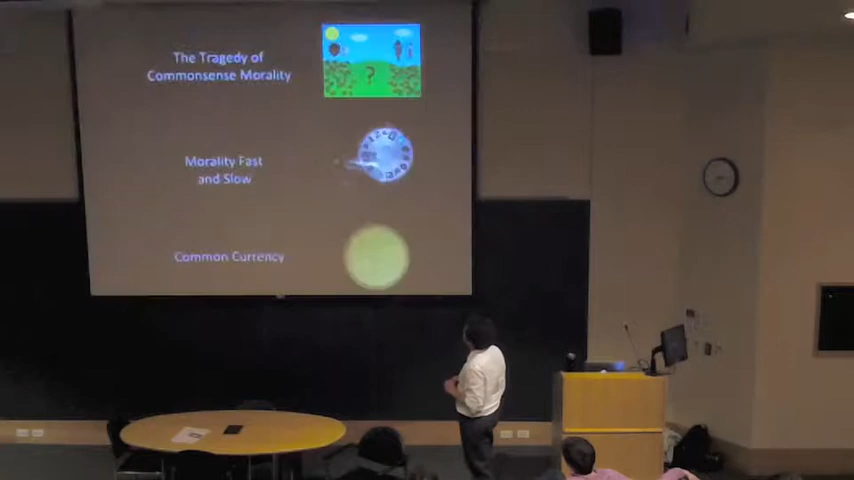 The Tragedy of
Commonsense Morality
?
Morality Fast
and Slow
Common Currency